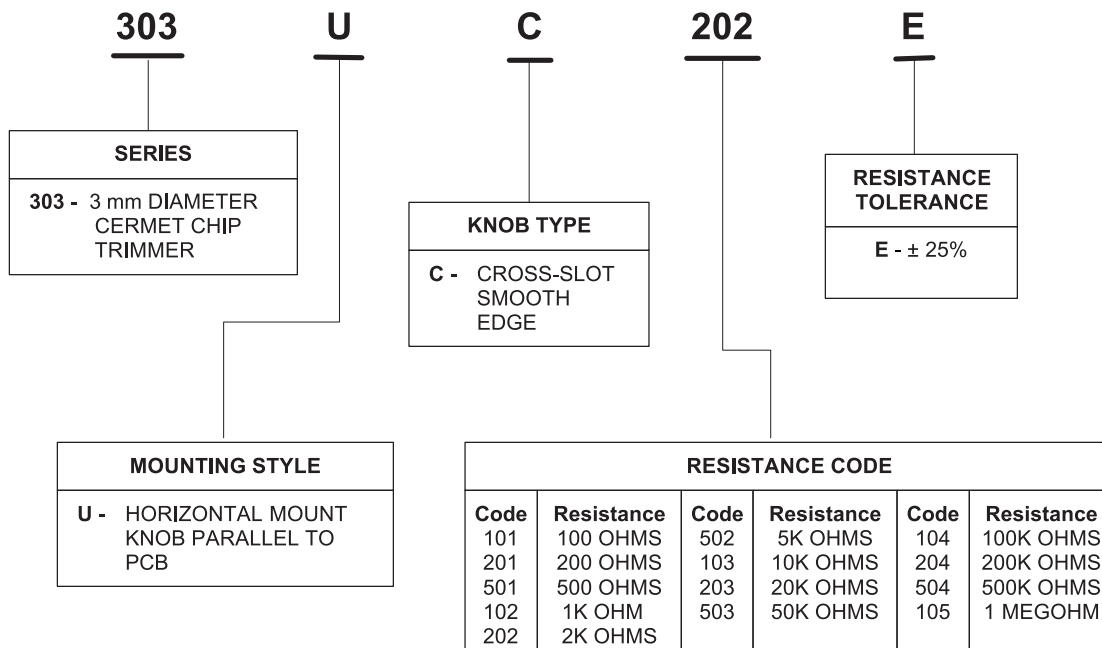 303 U C 202 E
SERIES
303 - 3 mm DIAMETER
CERMET CHIP
TRIMMER
KNOB TYPE
C - CROSS-SLOT
SMOOTH
EDGE
RESISTANCE
TOLERANCE
E - ± 25%
MOUNTING STYLE
U - HORIZONTAL MOUNT
KNOB PARALLEL TO
PCB
RESISTANCE CODE
Code Resistance Code Resistance Code Resistance
101 100 OHMS 502 5K OHMS 104 100K OHMS
201 200 OHMS 103 10K OHMS 204 200K OHMS
501 500 OHMS 203 20K OHMS 504 500K OHMS
102 1K OHM 503 50K OHMS 105 1 MEGOHM
202 2K OHMS